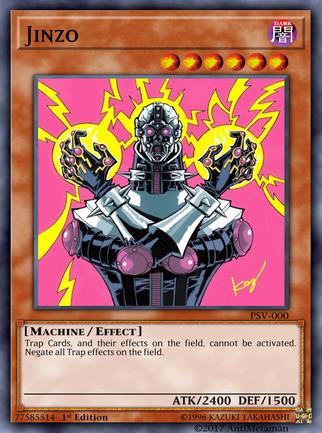 JINZO
DARK
闇
PSV-000
[MACHINE / EFFECT]
Trap Cards, and their effects on the field, cannot be activated.
Negate all Trap effects on the field.
ATK/2400 DEF/1500
77585514 1st Edition ©1996 KAZUKI TAKAHASHI
©2017 AntiMetaman